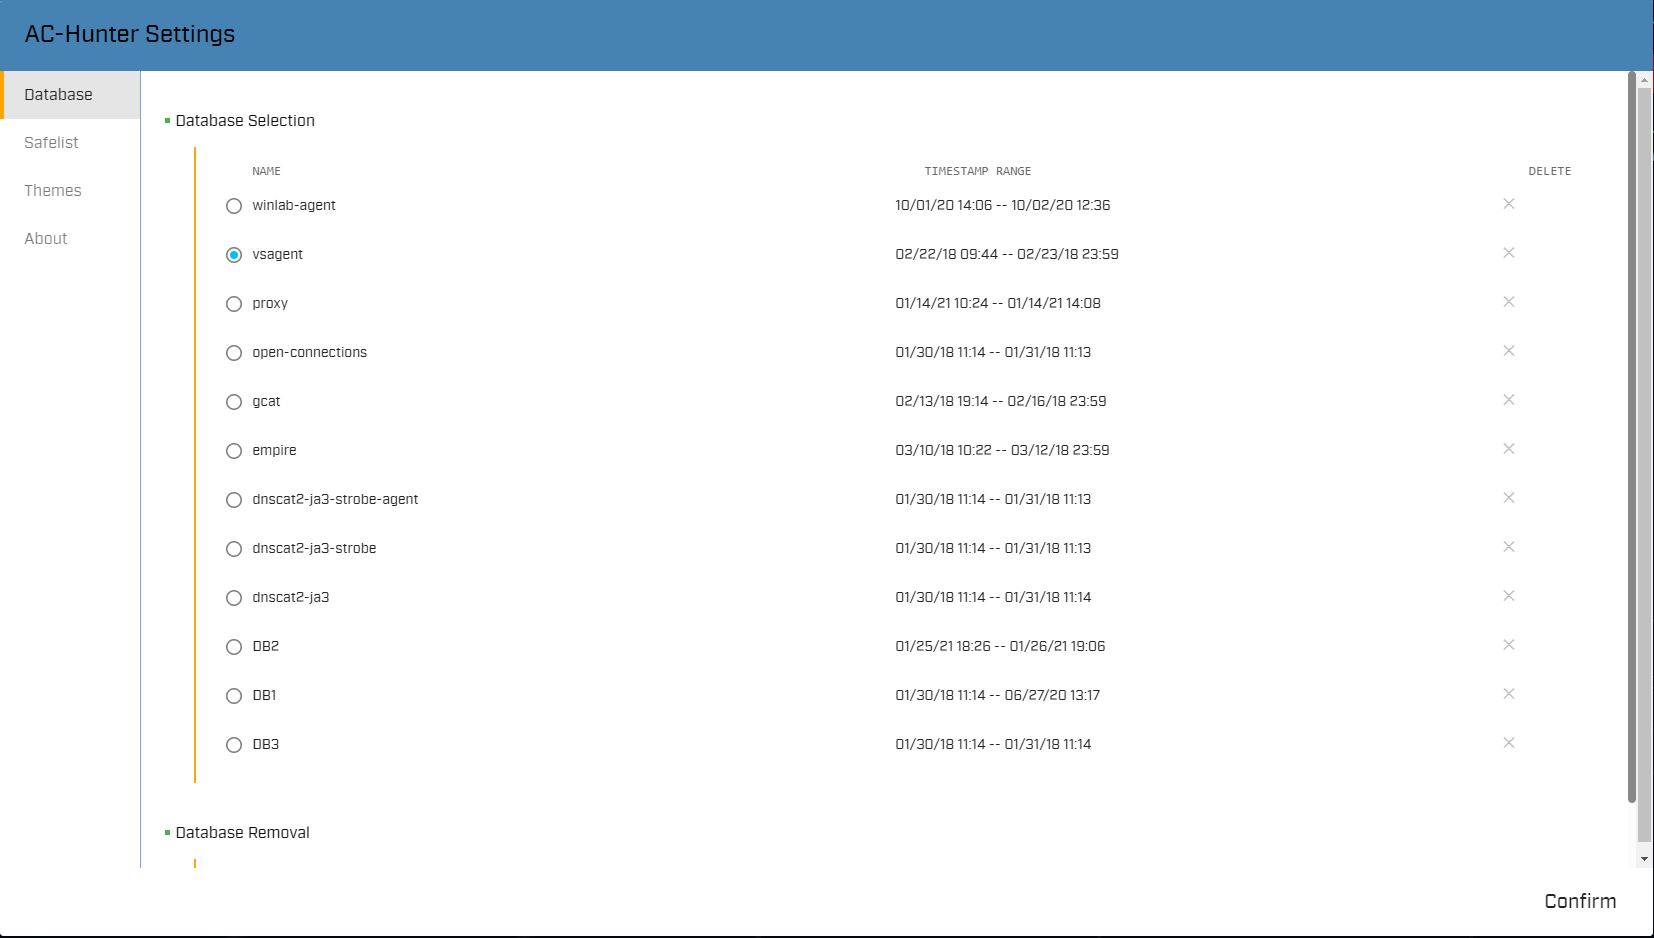 AC-Hunter Settings
Database
Safelist
Themes
About
Database Selection
NAME TIMESTAMP RANGE DELETE
winlab-agent 10/01/20 14:06 -- 10/02/20 12:36
vsagent 02/22/18 09:44 -- 02/23/18 23:59
proxy 01/14/21 10:24 -- 01/14/21 14:08
open-connections 01/30/18 11:14 -- 01/31/18 11:13
gcat 02/13/18 19:14 -- 02/16/18 23:59
empire 03/10/18 10:22 -- 03/12/18 23:59
dnscat2-ja3-strobe-agent 01/30/18 11:14 -- 01/31/18 11:13
dnscat2-ja3-strobe 01/30/18 11:14 -- 01/31/18 11:13
dnscat2-ja3 01/30/18 11:14 -- 01/31/18 11:14
DB2 01/25/21 18:26 -- 01/26/21 19:06
DB1 01/30/18 11:14 -- 06/27/20 13:17
DB3 01/30/18 11:14 -- 01/31/18 11:14
Database Removal
Confirm